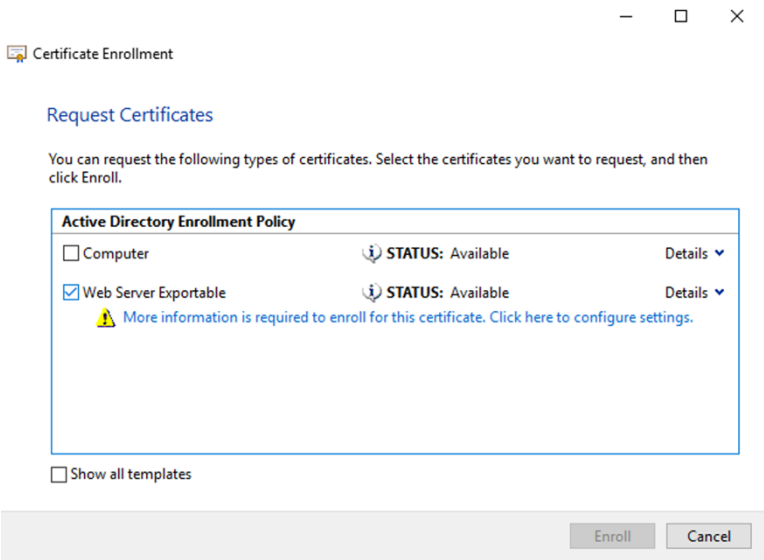 Certificate Enrollment
Request Certificates
You can request the following types of certificates. Select the certificates you want to request, and then
click Enroll.
Active Directory Enrollment Policy
Computer STATUS: Available Details
Web Server Exportable STATUS: Available Details
More information is required to enroll for this certificate. Click here to configure settings.
Show all templates
Enroll Cancel